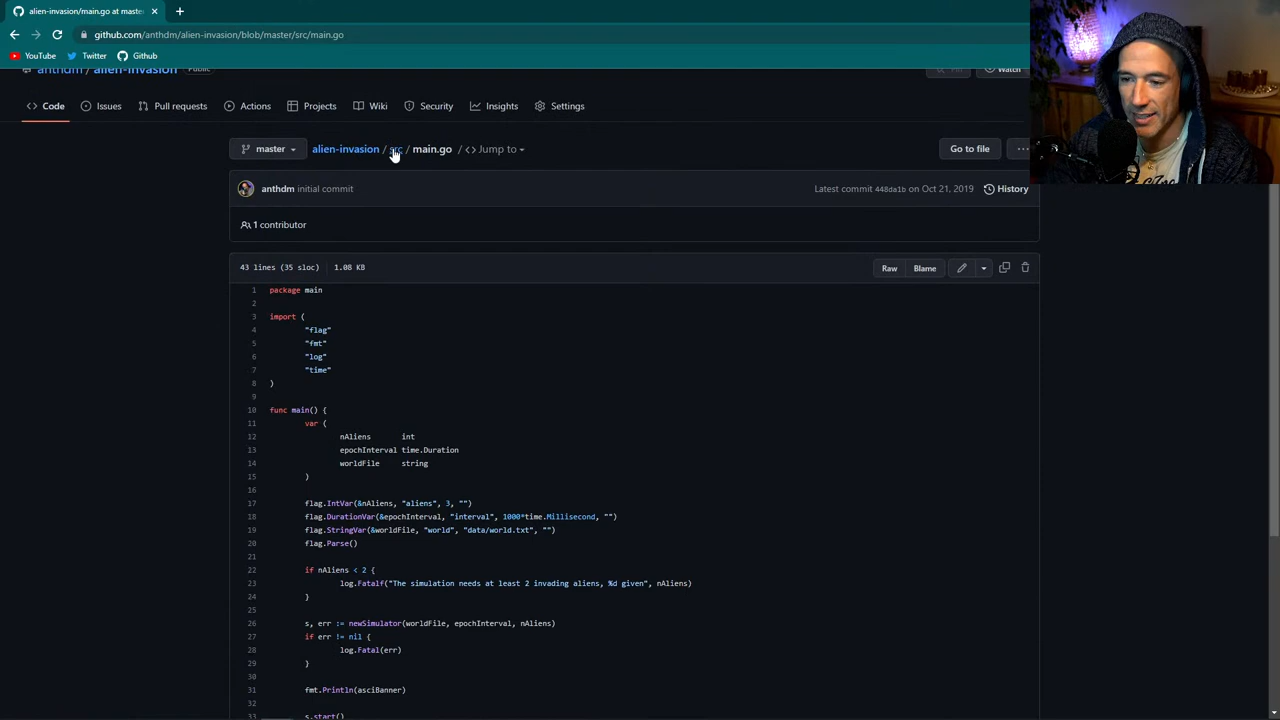 alien-invasion/main.go at master
github.com/anthdm/alien-invasion/blob/master/src/main.go
YouTube Twitter Github
anthdm / alien-invasion Public Pin Watch
Code Issues Pull requests Actions Projects Wiki Security Insights Settings
master alien-invasion / src / main.go / <> Jump to Go to file ...
anthdm initial commit Latest commit 448da1b on Oct 21, 2019 History
1 contributor
43 lines (35 sloc) 1.08 KB Raw Blame
1 package main
2
3 import (
4 "flag"
5 "fmt"
6 "log"
7 "time"
8 )
9
10 func main() {
11 var (
12 nAliens int
13 epochInterval time.Duration
14 worldFile string
15 )
16
17 flag.IntVar(&nAliens, "aliens", 3, "")
18 flag.DurationVar(&epochInterval, "interval", 1000*time.Millisecond, "")
19 flag.StringVar(&worldFile, "world", "data/world.txt", "")
20 flag.Parse()
21
22 if nAliens < 2 {
23 log.Fatalf("The simulation needs at least 2 invading aliens, %d given", nAliens)
24 }
25
26 s, err := newSimulator(worldFile, epochInterval, nAliens)
27 if err != nil {
28 log.Fatal(err)
29 }
30
31 fmt.Println(asciBanner)
32
33 s.start()